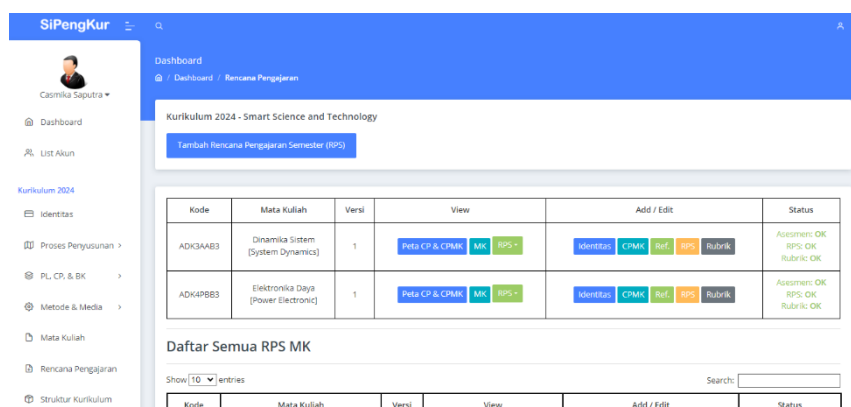 SiPengKur
Casmika Saputra
Dashboard
List Akun
Kurikulum 2024
Identitas
Proses Penyusunan >
PL, CP, & BK >
Metode & Media >
Mata Kuliah
Rencana Pengajaran
Struktur Kurikulum
Dashboard
/ Dashboard / Rencana Pengajaran
Kurikulum 2024 - Smart Science and Technology
Tambah Rencana Pengajaran Semester (RPS)
Kode Mata Kuliah Versi View Add / Edit Status
ADK3AAB3 Dinamika Sistem [System Dynamics] 1 Peta CP & CPMK MK RPS Identitas CPMK Ref. RPS Rubrik Asesmen: OK RPS: OK Rubrik: OK
ADK4PBB3 Elektronika Daya [Power Electronic] 1 Peta CP & CPMK MK RPS Identitas CPMK Ref. RPS Rubrik Asesmen: OK RPS: OK Rubrik: OK
Daftar Semua RPS MK
Show 10 entries Search:
Kode Mata Kuliah Versi View Add / Edit Status